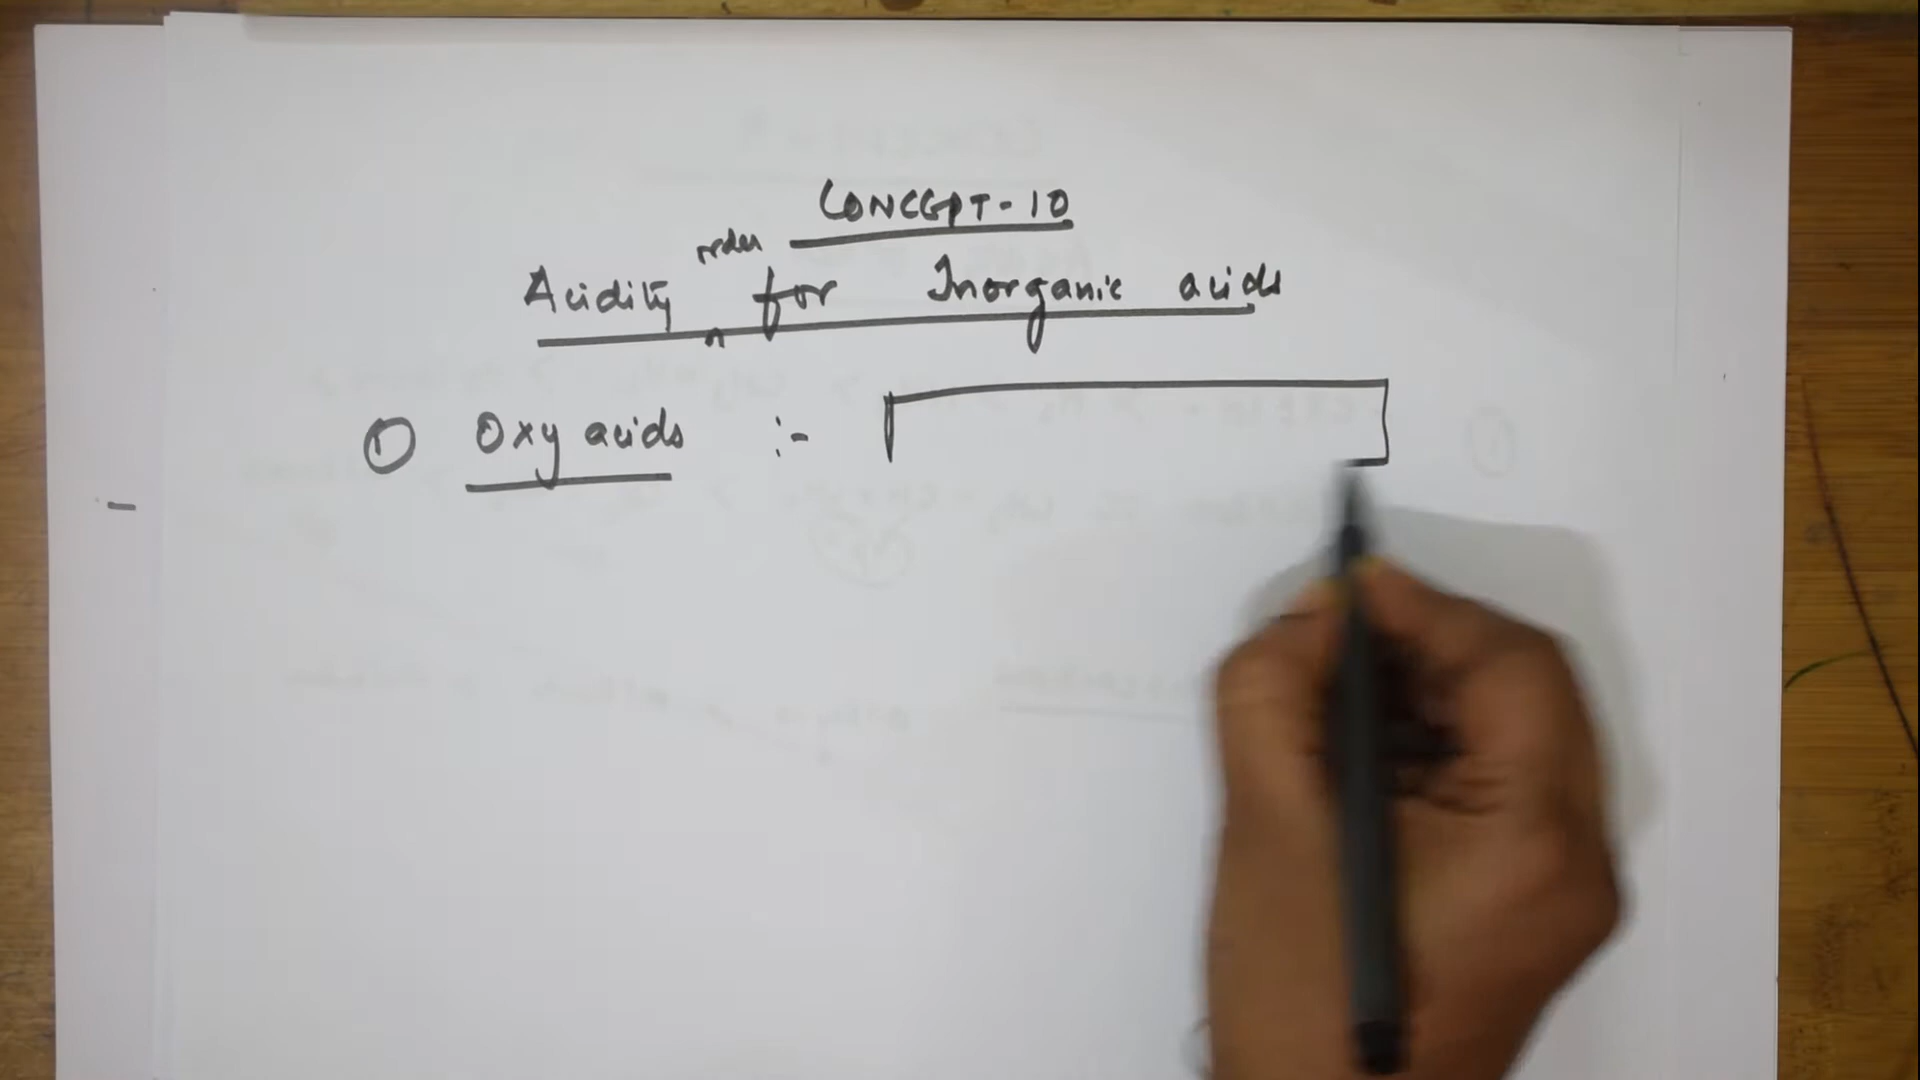 CONCEPT-10
Acidity order for Inorganic acids
① Oxy acids :-